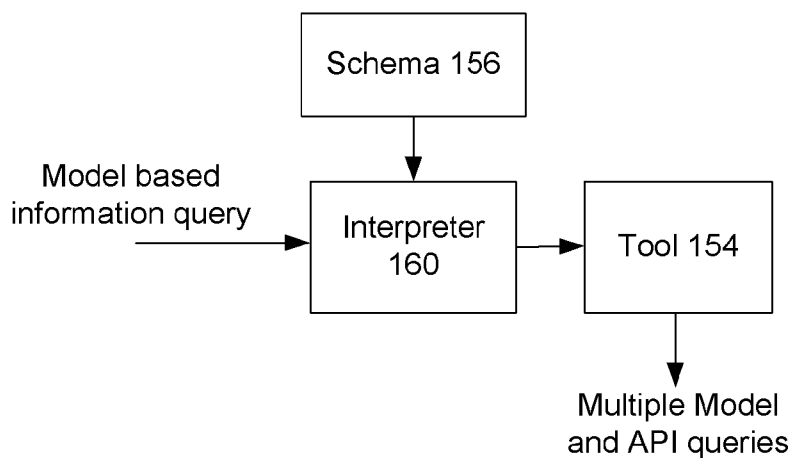 Schema 156
Model based
information query
Interpreter
160
Tool 154
Multiple Model
and API queries